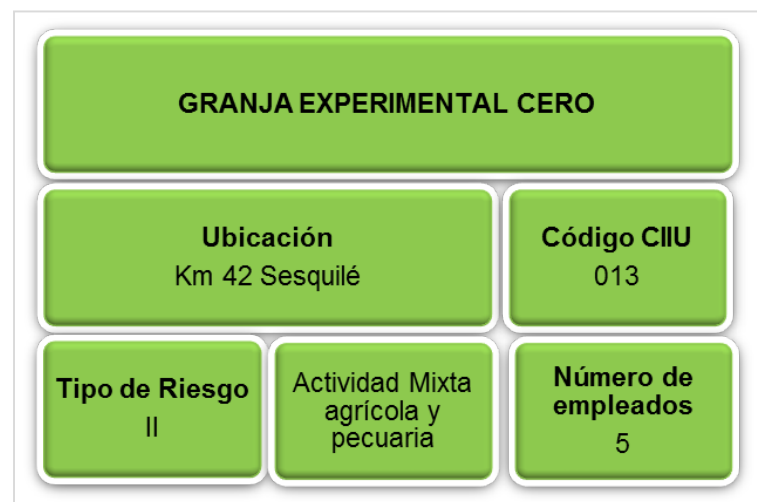 GRANJA EXPERIMENTAL CERO
Ubicación
Km 42 Sesquilé
Código CIIU
013
Tipo de Riesgo
II
Actividad Mixta
agrícola y
pecuaria
Número de
empleados
5